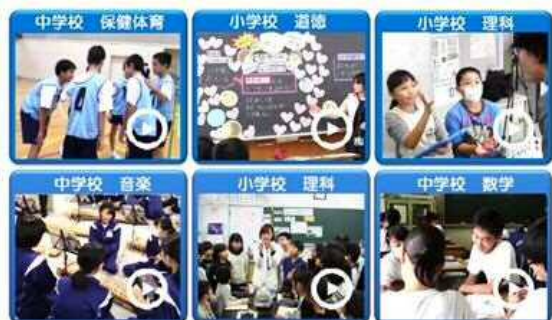 中学校 保健体育
小学校 道徳
小学校 理科
中学校 音楽
小学校 理科
中学校 数学